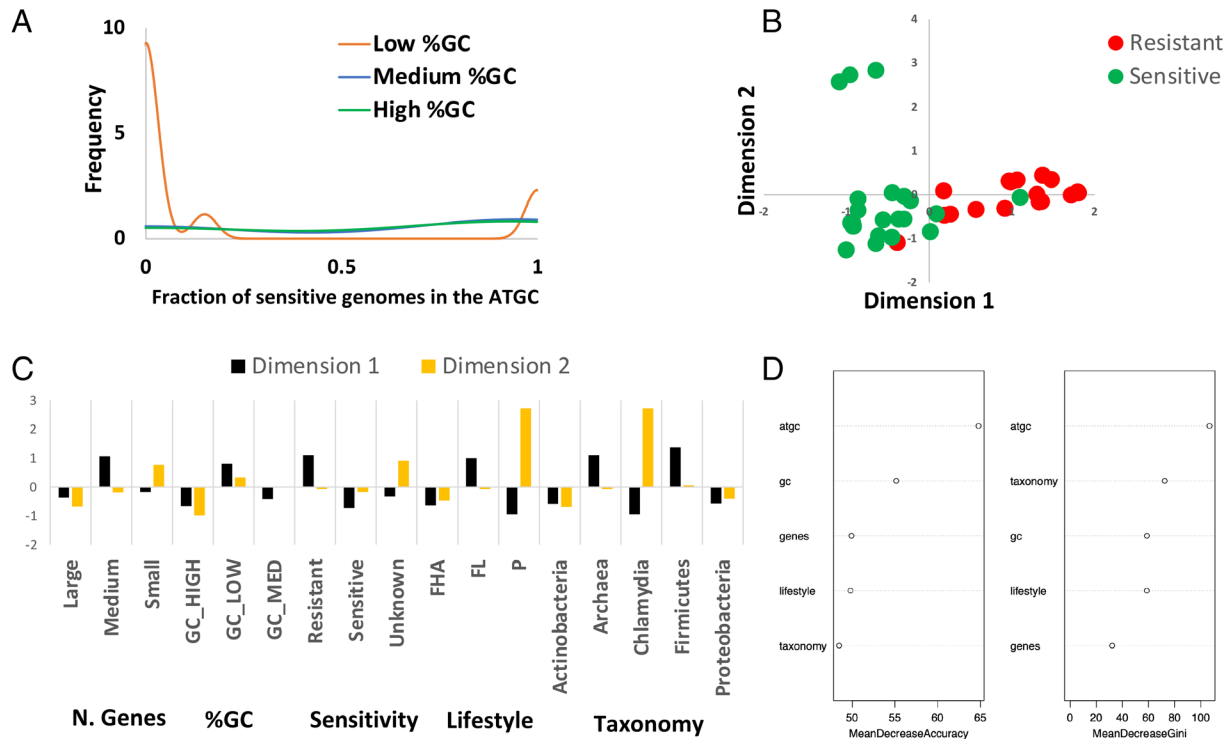 A
10
5
0
Frequency
Low %GC
Medium %GC
High %GC
0
0.5
1
Fraction of sensitive genomes in the ATGC
B
Resistant
Sensitive
4
3
2
1
0
-1
-2
-2
-1
0
1
2
Dimension 2
Dimension 1
C
Dimension 1
Dimension 2
3
2
1
0
-1
-2
Large
Medium
Small
GC_HIGH
GC_LOW
GC_MED
Resistant
Sensitive
Unknown
FHA
FL
P
Actinobacteria
Archaea
Chlamydia
Firmicutes
Proteobacteria
N. Genes
%GC
Sensitivity
Lifestyle
Taxonomy
D
atgc
gc
genes
lifestyle
taxonomy
50
55
60
65
MeanDecreaseAccuracy
atgc
taxonomy
gc
lifestyle
genes
0
20
40
60
80
100
MeanDecreaseGini